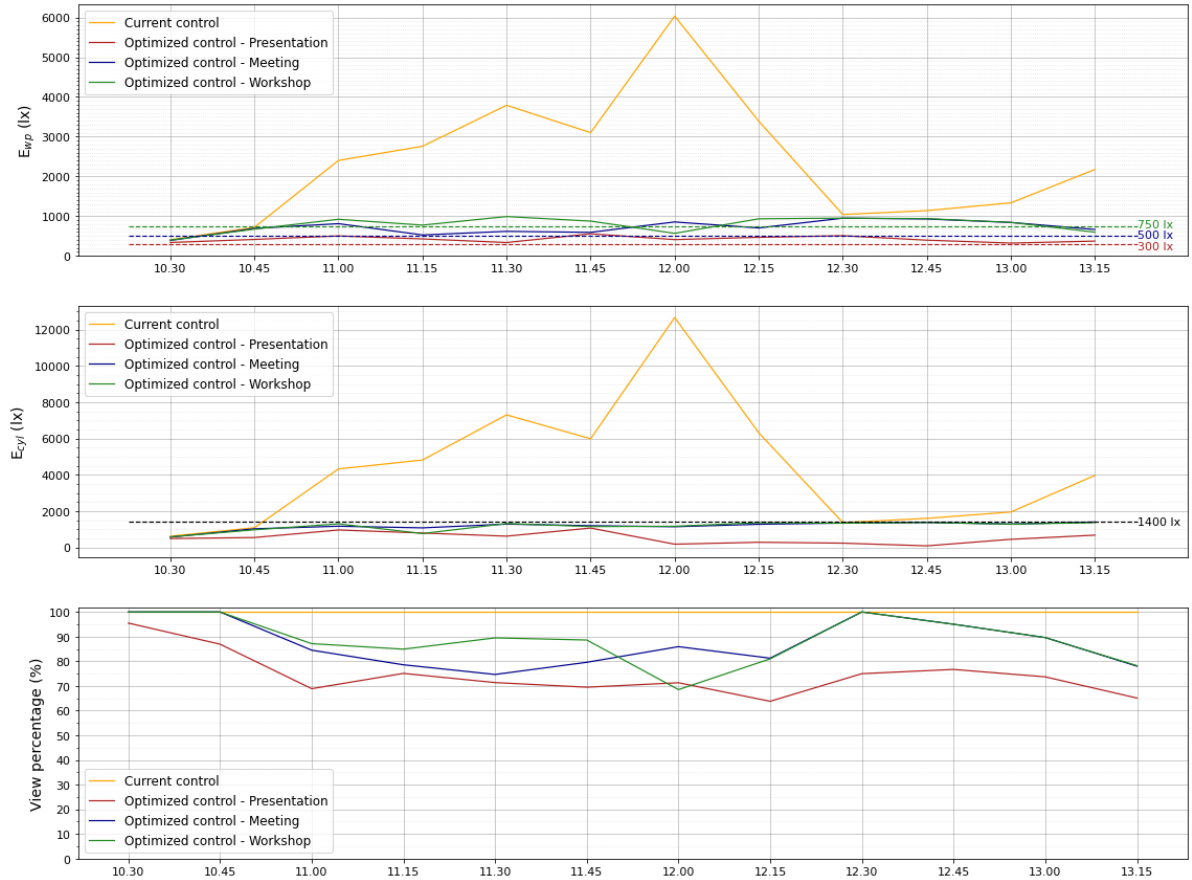 6000
5000
4000
3000
2000
1000
0
E_wp (lx)
Current control
Optimized control - Presentation
Optimized control - Meeting
Optimized control - Workshop
750 lx
500 lx
300 lx
10.30 10.45 11.00 11.15 11.30 11.45 12.00 12.15 12.30 12.45 13.00 13.15
12000
10000
8000
6000
4000
2000
0
E_cyl (lx)
Current control
Optimized control - Presentation
Optimized control - Meeting
Optimized control - Workshop
1400 lx
10.30 10.45 11.00 11.15 11.30 11.45 12.00 12.15 12.30 12.45 13.00 13.15
100
90
80
70
60
50
40
30
20
10
0
View percentage (%)
Current control
Optimized control - Presentation
Optimized control - Meeting
Optimized control - Workshop
10.30 10.45 11.00 11.15 11.30 11.45 12.00 12.15 12.30 12.45 13.00 13.15